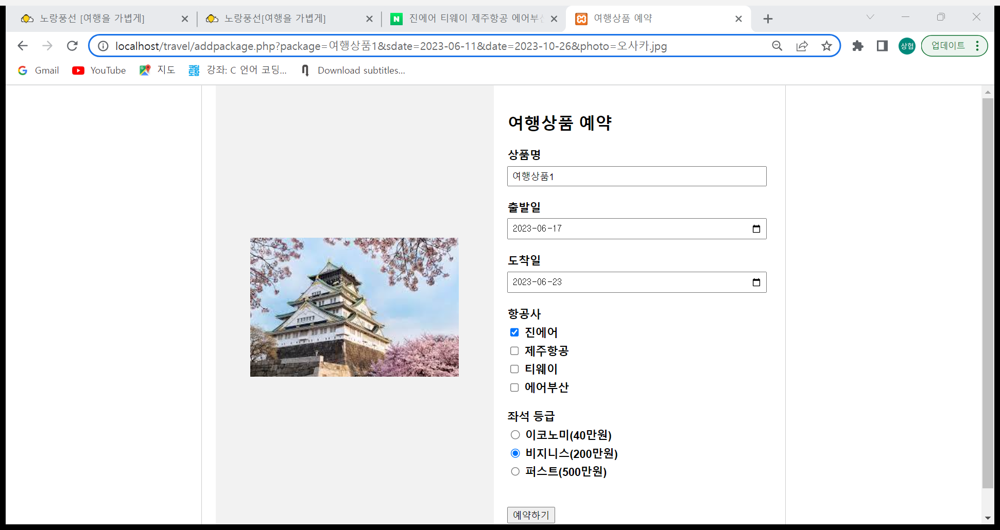 노랑풍선 [여행을 가볍게]
노랑풍선[여행을 가볍게]
진에어 티웨이 제주항공 에어부산
여행상품 예약
localhost/travel/addpackage.php?package=여행상품1&sdate=2023-06-11&date=2023-10-26&photo=오사카.jpg
상협
업데이트
Gmail
YouTube
지도
코딩도장
강좌: C 언어 코딩...
Download subtitles...
여행상품 예약
상품명
여행상품1
출발일
2023-06-17
도착일
2023-06-23
항공사
진에어
제주항공
티웨이
에어부산
좌석 등급
이코노미(40만원)
비지니스(200만원)
퍼스트(500만원)
예약하기